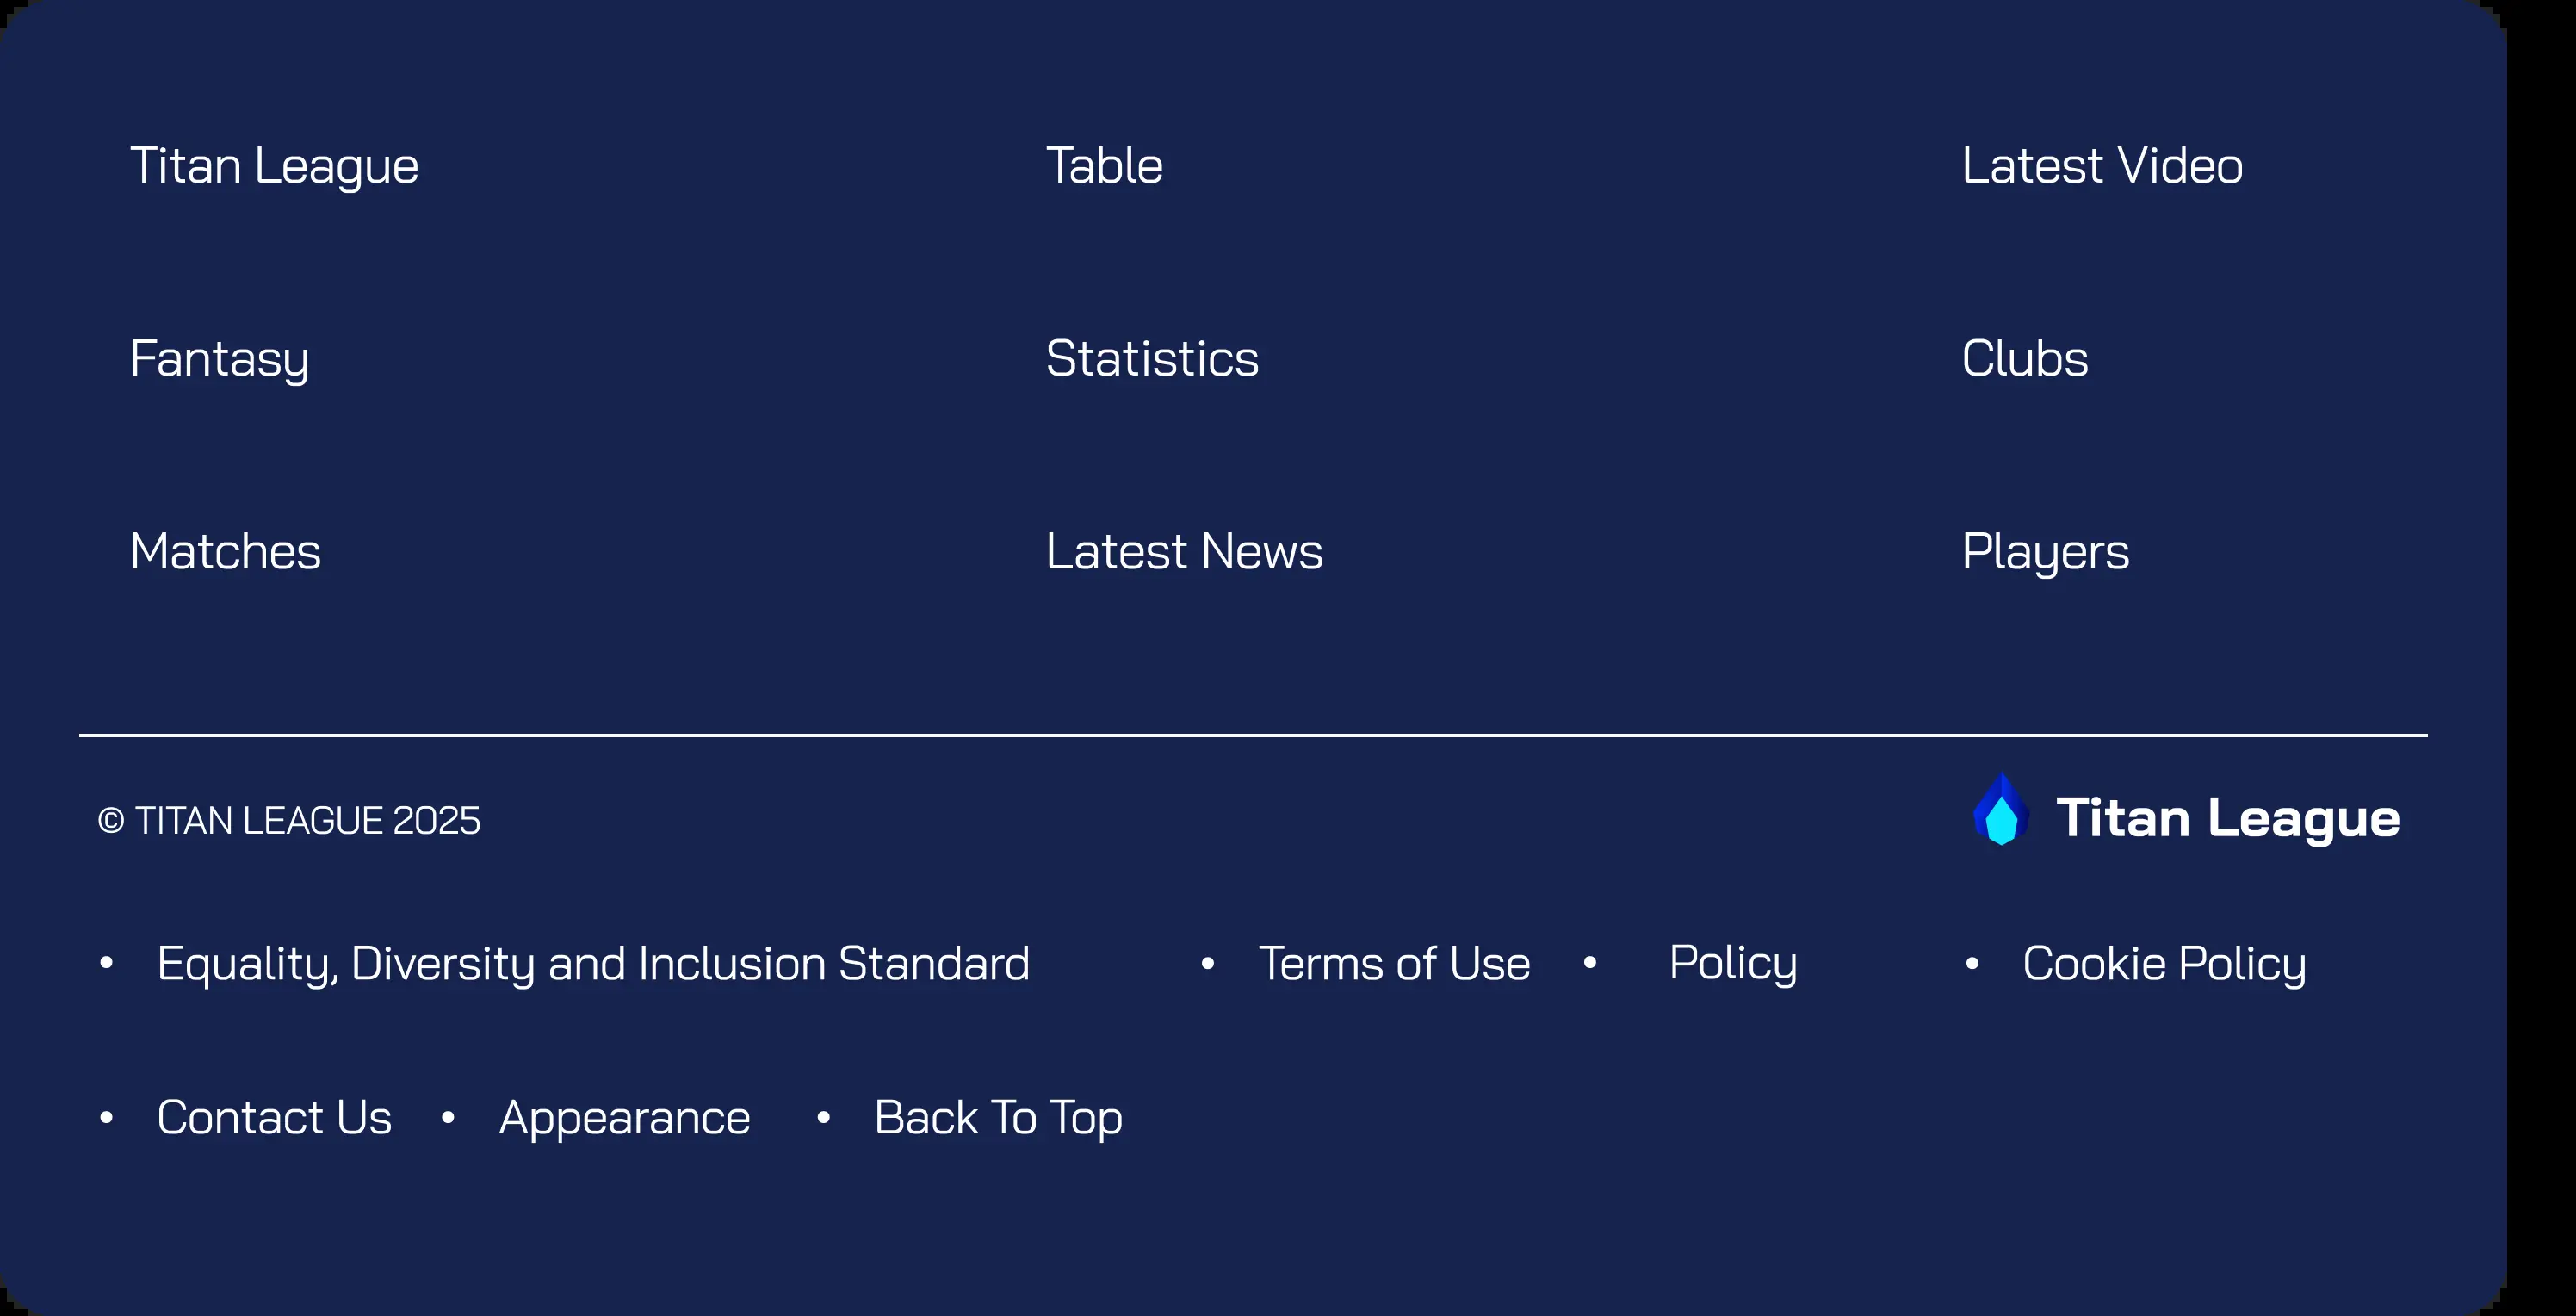 Titan League Table Latest Video
Fantasy Statistics Clubs
Matches Latest News Players
© TITAN LEAGUE 2025 Titan League
• Equality, Diversity and Inclusion Standard • Terms of Use • Policy • Cookie Policy
• Contact Us • Appearance • Back To Top